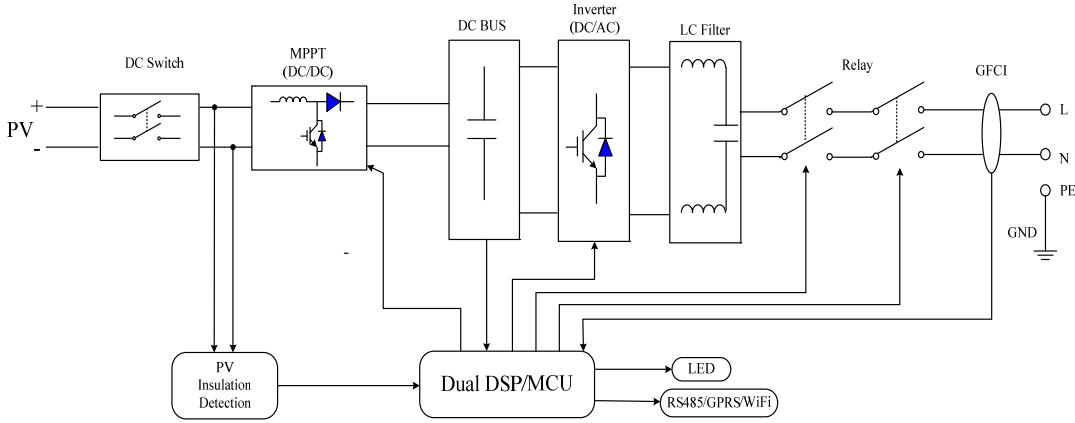 DC Switch
MPPT
(DC/DC)
DC BUS
Inverter
(DC/AC)
LC Filter
Relay
GFCI
+
PV
-
L
N
PE
GND
-
PV
Insulation
Detection
Dual DSP/MCU
LED
RS485/GPRS/WiFi